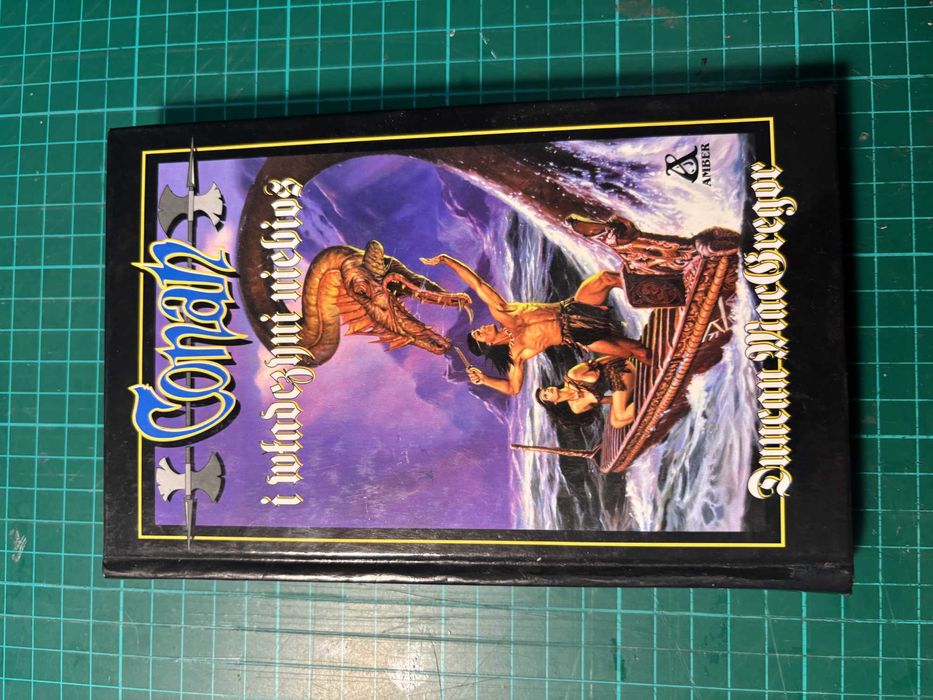 Conan
i władczyni niebios
AMBER
Duncan MacGregor